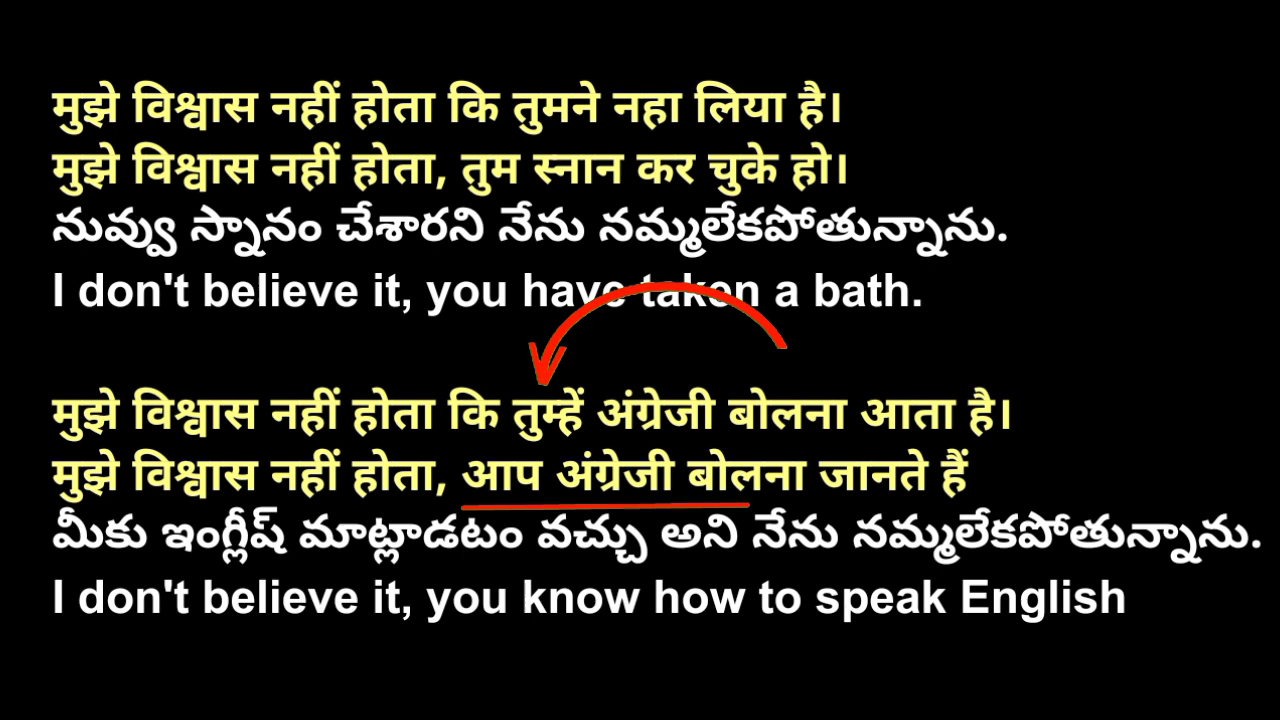 मुझे विश्वास नहीं होता कि तुमने नहा लिया है।
मुझे विश्वास नहीं होता, तुम स्नान कर चुके हो।
నువ్వు స్నానం చేశారని నేను నమ్మలేకపోతున్నాను.
I don't believe it, you have taken a bath.
मुझे विश्वास नहीं होता कि तुम्हें अंग्रेजी बोलना आता है।
मुझे विश्वास नहीं होता, आप अंग्रेजी बोलना जानते हैं
మీకు ఇంగ్లీష్ మాట్లాడటం వచ్చు అని నేను నమ్మలేకపోతున్నాను.
I don't believe it, you know how to speak English